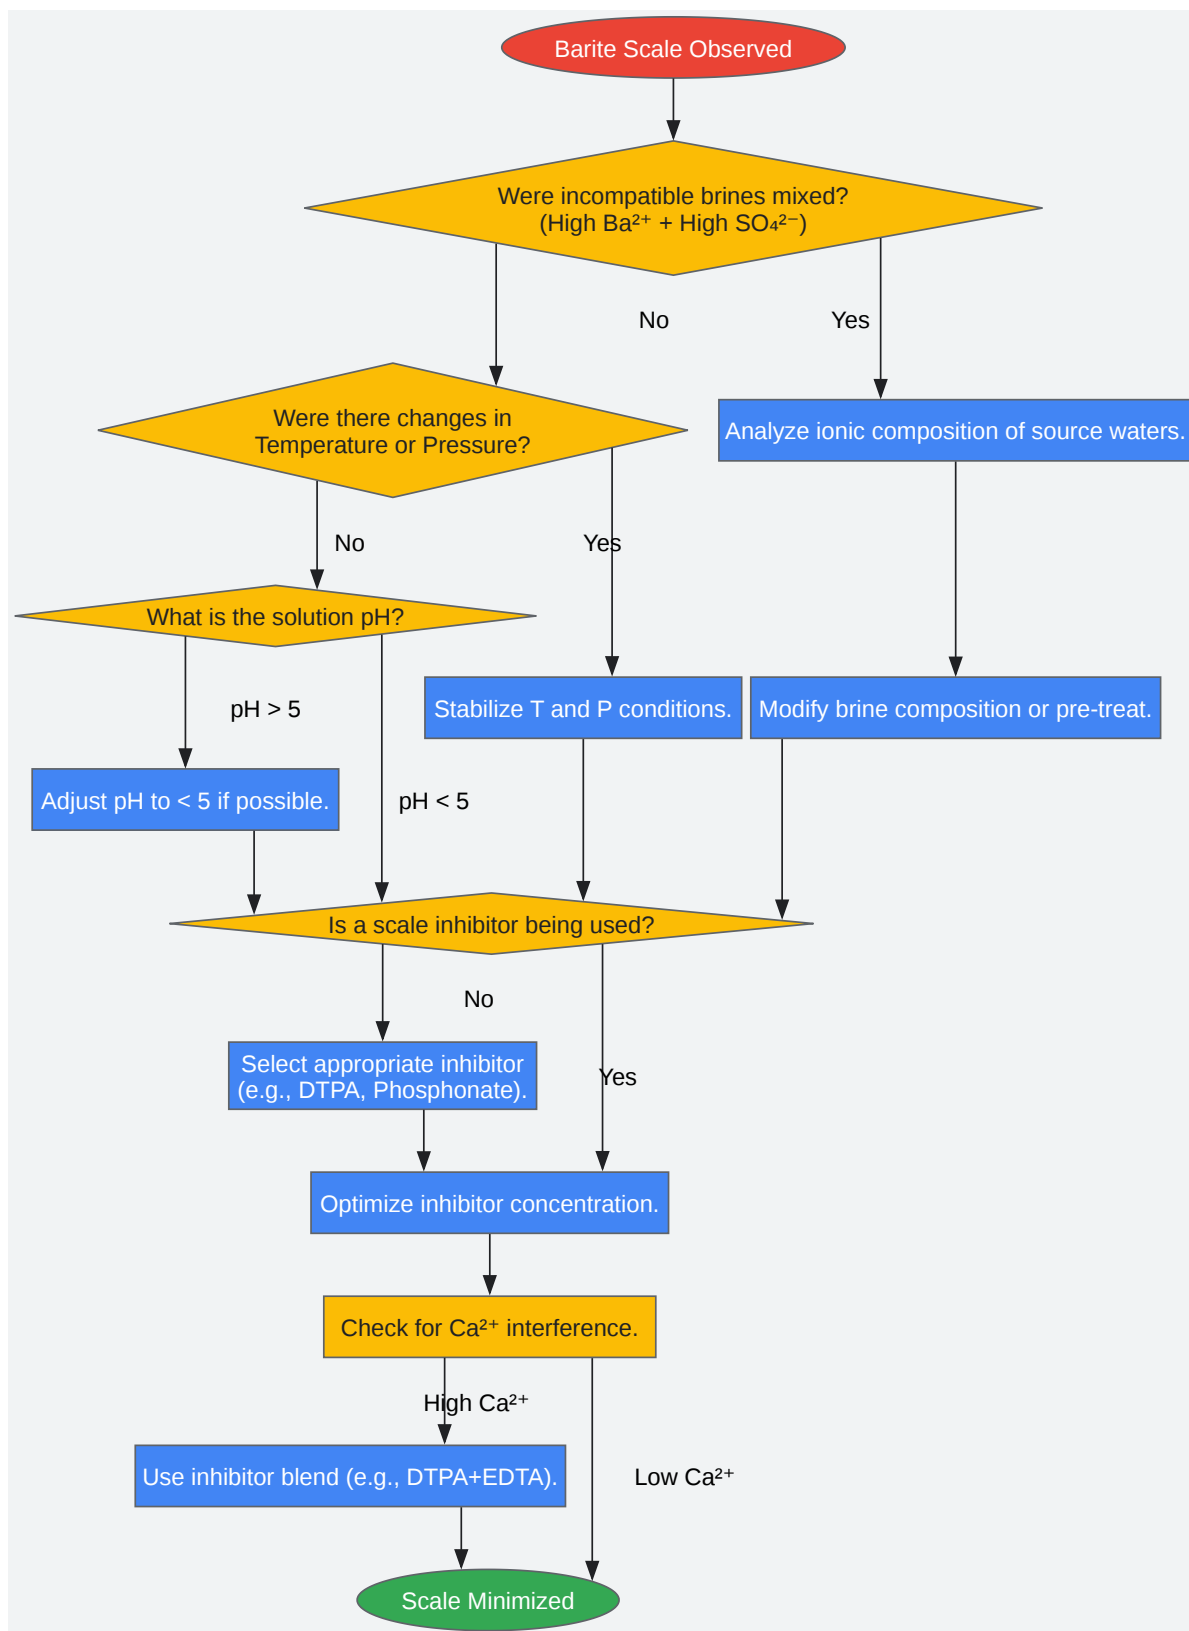 Barite Scale Observed
Were incompatible brines mixed?
(High Ba²⁺ + High SO₄²⁻)
No
Yes
Were there changes in
Temperature or Pressure?
Analyze ionic composition of source waters.
No
Yes
What is the solution pH?
pH > 5
Stabilize T and P conditions.
Modify brine composition or pre-treat.
Adjust pH to < 5 if possible.
pH < 5
Is a scale inhibitor being used?
No
Select appropriate inhibitor
(e.g., DTPA, Phosphonate).
Yes
Optimize inhibitor concentration.
Check for Ca²⁺ interference.
High Ca²⁺
Use inhibitor blend (e.g., DTPA+EDTA).
Low Ca²⁺
Scale Minimized